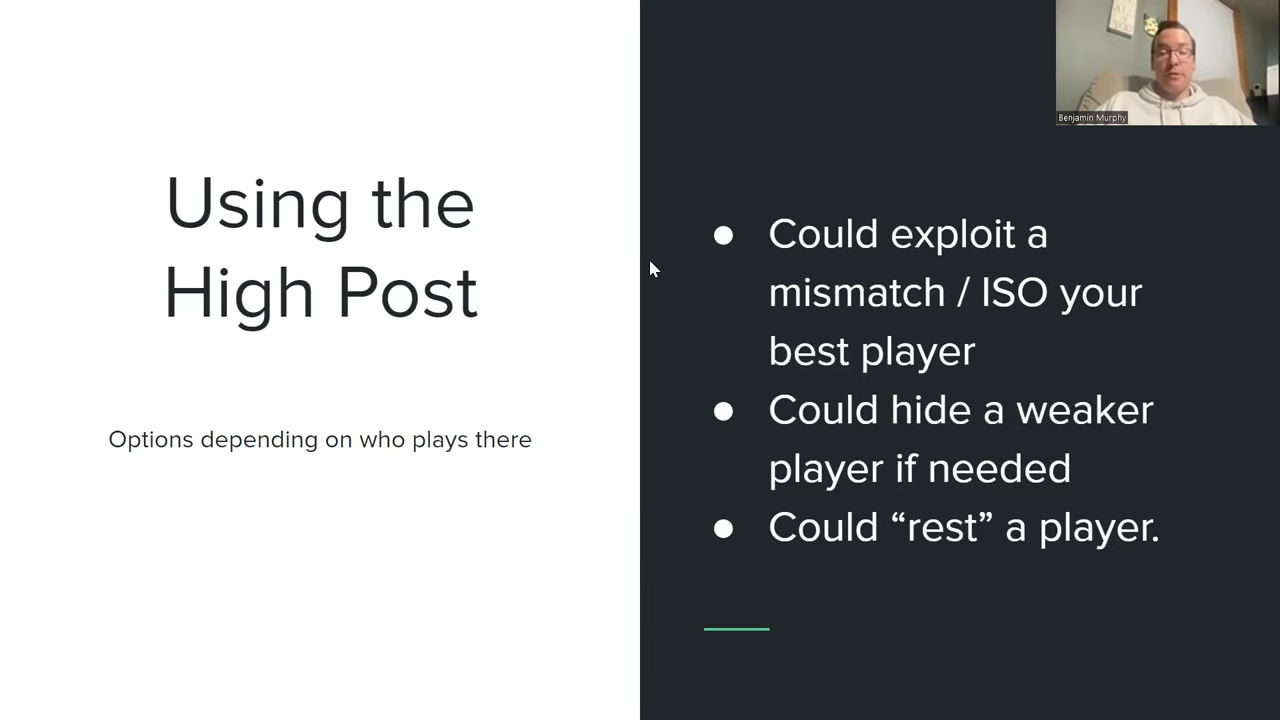 Using the
High Post
Options depending on who plays there
● Could exploit a
mismatch / ISO your
best player
● Could hide a weaker
player if needed
● Could “rest” a player.
Benjamin Murphy